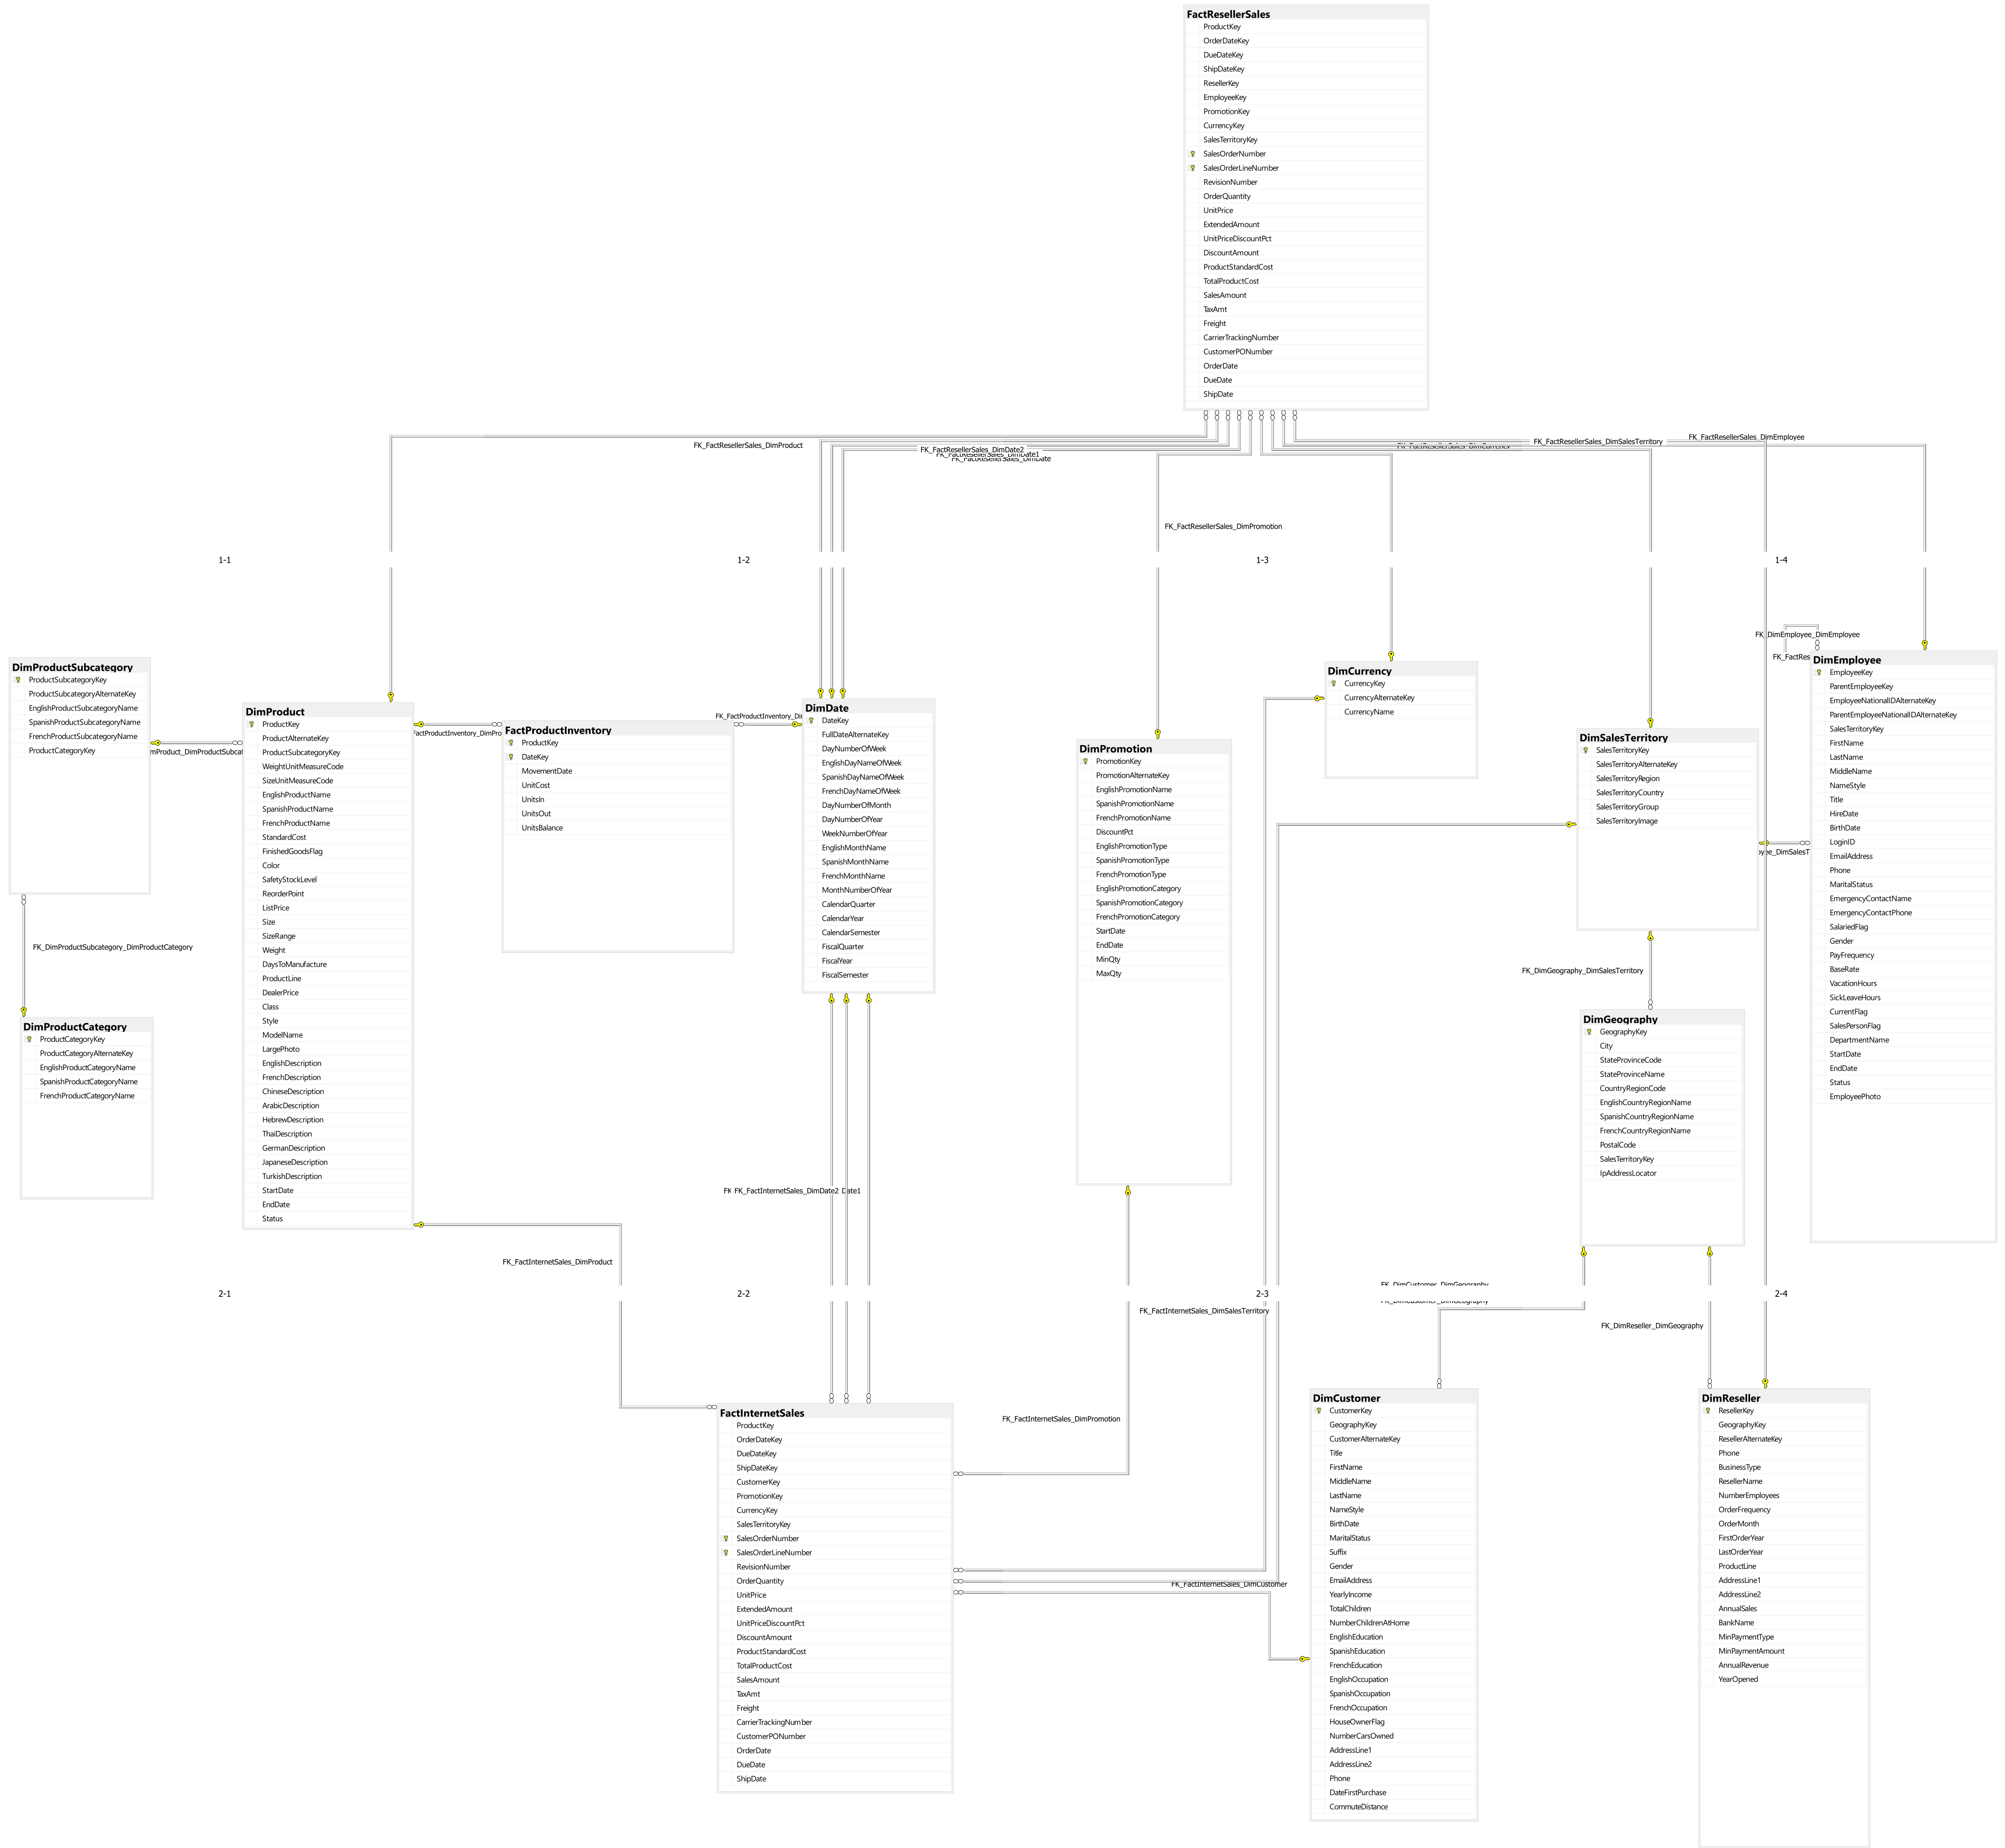 FactResellerSales
ProductKey
OrderDateKey
DueDateKey
ShipDateKey
ResellerKey
EmployeeKey
PromotionKey
CurrencyKey
SalesTerritoryKey
SalesOrderNumber
SalesOrderLineNumber
RevisionNumber
OrderQuantity
UnitPrice
ExtendedAmount
UnitPriceDiscountPct
DiscountAmount
ProductStandardCost
TotalProductCost
SalesAmount
TaxAmt
Freight
CarrierTrackingNumber
CustomerPONumber
OrderDate
DueDate
ShipDate
FK_FactResellerSales_DimProduct
FK_FactResellerSales_DimDate2
FK_FactResellerSales_DimDate1
FK_FactResellerSales_DimDate
FK_FactResellerSales_DimCurrency
FK_FactResellerSales_DimSalesTerritory
FK_FactResellerSales_DimEmployee
FK_FactResellerSales_DimPromotion
1-1
1-2
1-3
1-4
FK_DimEmployee_DimEmployee
FK_FactRes
DimProductSubcategory
ProductSubcategoryKey
ProductSubcategoryAlternateKey
EnglishProductSubcategoryName
SpanishProductSubcategoryName
FrenchProductSubcategoryName
ProductCategoryKey
mProduct_DimProductSubcat
FK_DimProductSubcategory_DimProductCategory
DimProductCategory
ProductCategoryKey
ProductCategoryAlternateKey
EnglishProductCategoryName
SpanishProductCategoryName
FrenchProductCategoryName
DimProduct
ProductKey
ProductAlternateKey
ProductSubcategoryKey
WeightUnitMeasureCode
SizeUnitMeasureCode
EnglishProductName
SpanishProductName
FrenchProductName
StandardCost
FinishedGoodsFlag
Color
SafetyStockLevel
ReorderPoint
ListPrice
Size
SizeRange
Weight
DaysToManufacture
ProductLine
DealerPrice
Class
Style
ModelName
LargePhoto
EnglishDescription
FrenchDescription
ChineseDescription
ArabicDescription
HebrewDescription
ThaiDescription
GermanDescription
JapaneseDescription
TurkishDescription
StartDate
EndDate
Status
FactProductInventory_DimPro
FactProductInventory
ProductKey
DateKey
MovementDate
UnitCost
UnitsIn
UnitsOut
UnitsBalance
FK_FactProductInventory_Di
DimDate
DateKey
FullDateAlternateKey
DayNumberOfWeek
EnglishDayNameOfWeek
SpanishDayNameOfWeek
FrenchDayNameOfWeek
DayNumberOfMonth
DayNumberOfYear
WeekNumberOfYear
EnglishMonthName
SpanishMonthName
FrenchMonthName
MonthNumberOfYear
CalendarQuarter
CalendarYear
CalendarSemester
FiscalQuarter
FiscalYear
FiscalSemester
DimPromotion
PromotionKey
PromotionAlternateKey
EnglishPromotionName
SpanishPromotionName
FrenchPromotionName
DiscountPct
EnglishPromotionType
SpanishPromotionType
FrenchPromotionType
EnglishPromotionCategory
SpanishPromotionCategory
FrenchPromotionCategory
StartDate
EndDate
MinQty
MaxQty
DimCurrency
CurrencyKey
CurrencyAlternateKey
CurrencyName
DimSalesTerritory
SalesTerritoryKey
SalesTerritoryAlternateKey
SalesTerritoryRegion
SalesTerritoryCountry
SalesTerritoryGroup
SalesTerritoryImage
yee_DimSalesT
FK_DimGeography_DimSalesTerritory
DimGeography
GeographyKey
City
StateProvinceCode
StateProvinceName
CountryRegionCode
EnglishCountryRegionName
SpanishCountryRegionName
FrenchCountryRegionName
PostalCode
SalesTerritoryKey
IpAddressLocator
DimEmployee
EmployeeKey
ParentEmployeeKey
EmployeeNationalIDAlternateKey
ParentEmployeeNationalIDAlternateKey
SalesTerritoryKey
FirstName
LastName
MiddleName
NameStyle
Title
HireDate
BirthDate
LoginID
EmailAddress
Phone
MaritalStatus
EmergencyContactName
EmergencyContactPhone
SalariedFlag
Gender
PayFrequency
BaseRate
VacationHours
SickLeaveHours
CurrentFlag
SalesPersonFlag
DepartmentName
StartDate
EndDate
Status
EmployeePhoto
FK FK_FactInternetSales_DimDate2 Date1
FK_FactInternetSales_DimProduct
FK_DimCustomer_DimGeography
2-1
2-2
2-3
2-4
FK_DimCustomer_DimGeography
FK_FactInternetSales_DimSalesTerritory
FK_DimReseller_DimGeography
FK_FactInternetSales_DimPromotion
FK_FactInternetSales_DimCustomer
FactInternetSales
ProductKey
OrderDateKey
DueDateKey
ShipDateKey
CustomerKey
PromotionKey
CurrencyKey
SalesTerritoryKey
SalesOrderNumber
SalesOrderLineNumber
RevisionNumber
OrderQuantity
UnitPrice
ExtendedAmount
UnitPriceDiscountPct
DiscountAmount
ProductStandardCost
TotalProductCost
SalesAmount
TaxAmt
Freight
CarrierTrackingNumber
CustomerPONumber
OrderDate
DueDate
ShipDate
DimCustomer
CustomerKey
GeographyKey
CustomerAlternateKey
Title
FirstName
MiddleName
LastName
NameStyle
BirthDate
MaritalStatus
Suffix
Gender
EmailAddress
YearlyIncome
TotalChildren
NumberChildrenAtHome
EnglishEducation
SpanishEducation
FrenchEducation
EnglishOccupation
SpanishOccupation
FrenchOccupation
HouseOwnerFlag
NumberCarsOwned
AddressLine1
AddressLine2
Phone
DateFirstPurchase
CommuteDistance
DimReseller
ResellerKey
GeographyKey
ResellerAlternateKey
Phone
BusinessType
ResellerName
NumberEmployees
OrderFrequency
OrderMonth
FirstOrderYear
LastOrderYear
ProductLine
AddressLine1
AddressLine2
AnnualSales
BankName
MinPaymentType
MinPaymentAmount
AnnualRevenue
YearOpened